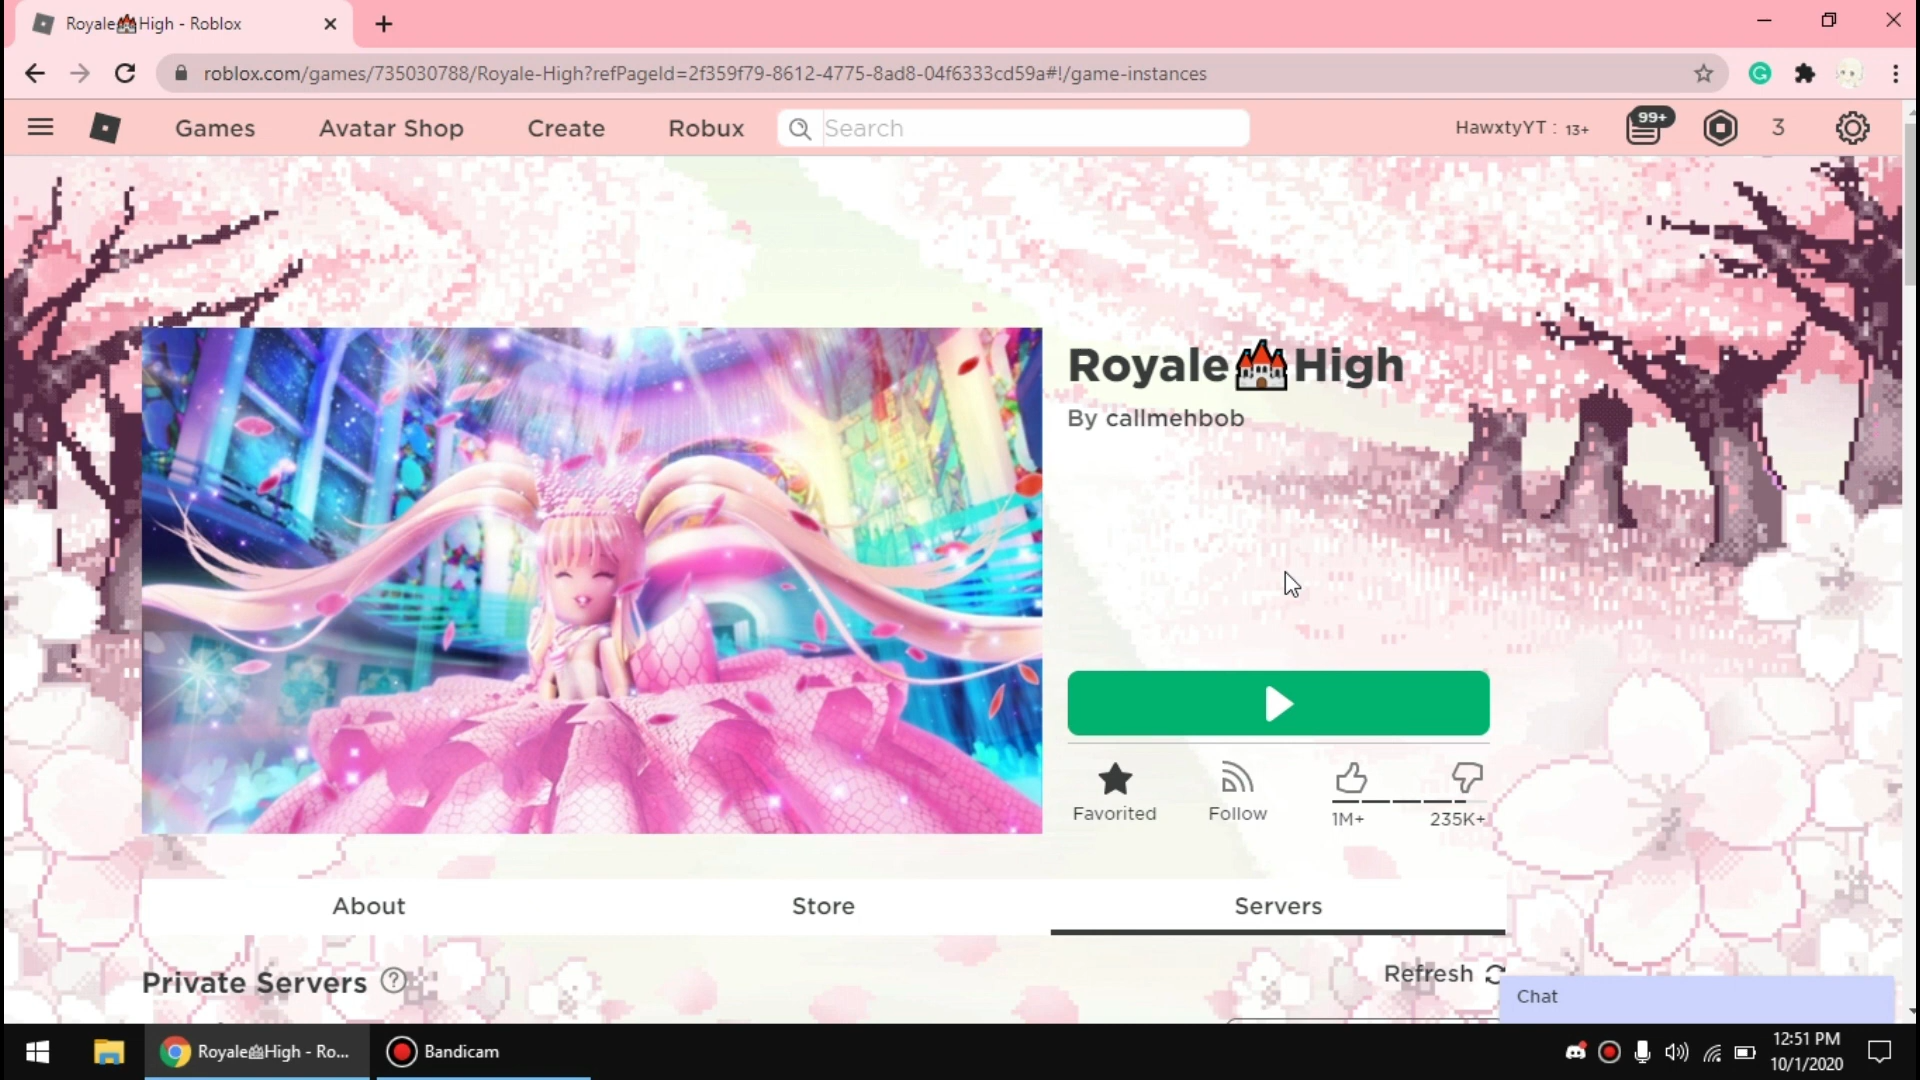 Royale🏰High - Roblox
roblox.com/games/735030788/Royale-High?refPageId=2f359f79-8612-4775-8ad8-04f6333cd59a#!/game-instances
Games Avatar Shop Create Robux Search HawxtyYT : 13+ 99+ 3
Royale🏰High
By callmehbob
Favorited Follow 1M+ 235K+
About Store Servers
Private Servers ? Refresh
Chat
Royale🏰High - Ro... Bandicam 12:51 PM
10/1/2020